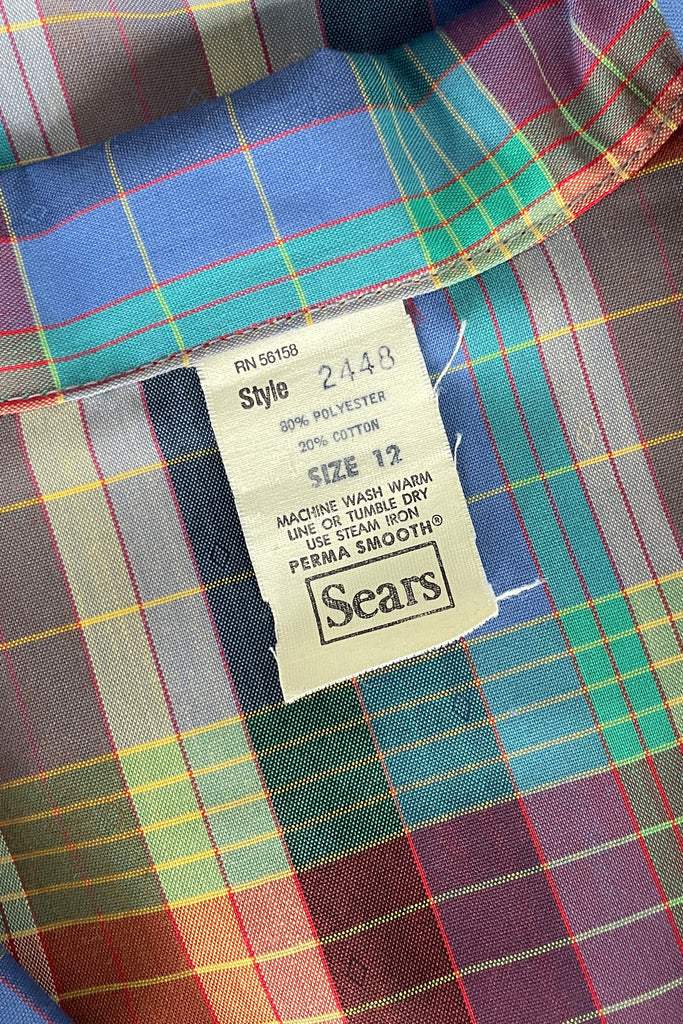 RN 56158
Style 2448
80% POLYESTER
20% COTTON
SIZE 12
MACHINE WASH WARM
LINE OR TUMBLE DRY
USE STEAM IRON
PERMA SMOOTH®
Sears